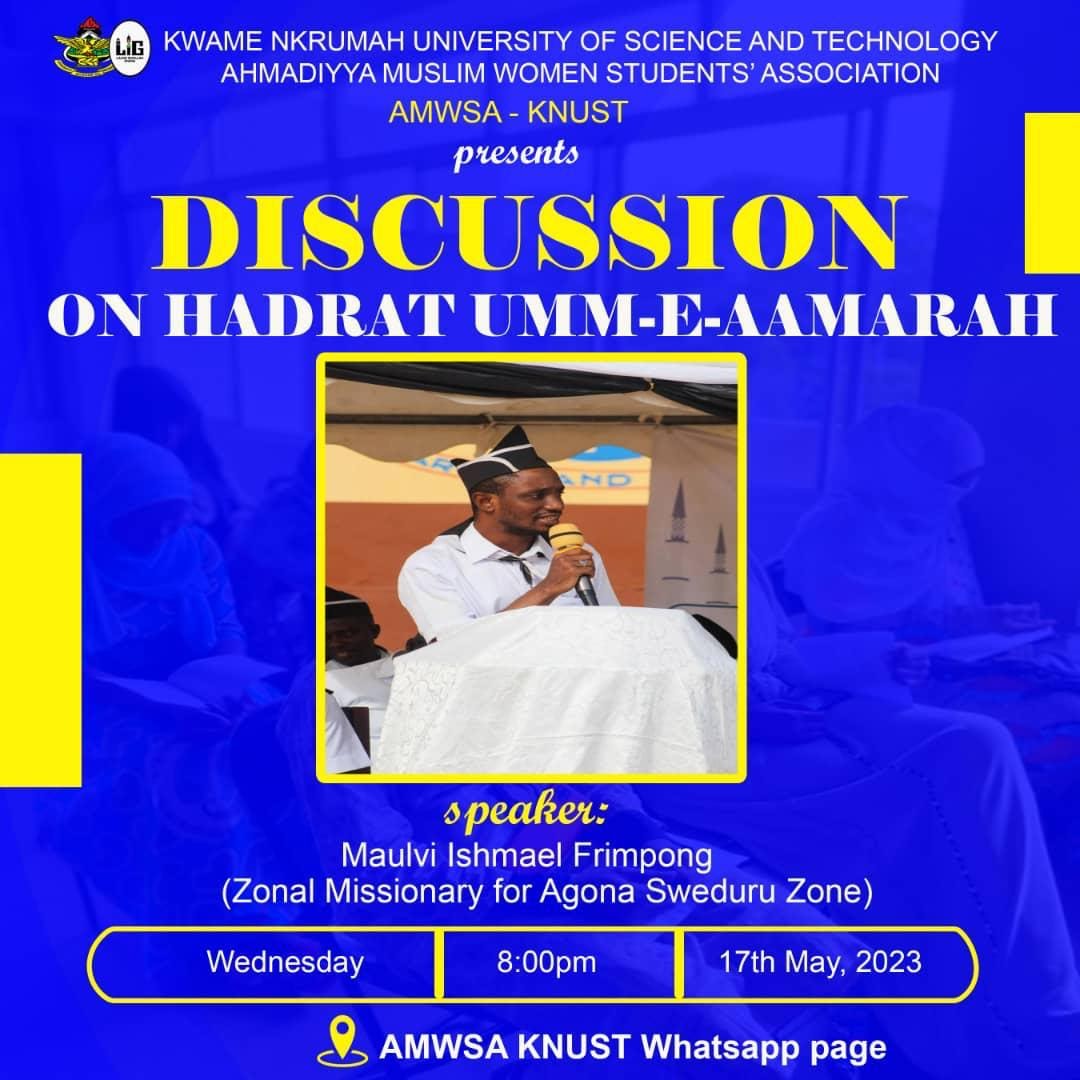 LIG
KWAME NKRUMAH UNIVERSITY OF SCIENCE AND TECHNOLOGY
AHMADIYYA MUSLIM WOMEN STUDENTS' ASSOCIATION
AMWSA - KNUST
presents
DISCUSSION
ON HADRAT UMM-E-AAMARAH
AND
speaker:
Maulvi Ishmael Frimpong
(Zonal Missionary for Agona Sweduru Zone)
Wednesday
8:00pm
17th May, 2023
AMWSA KNUST Whatsapp page